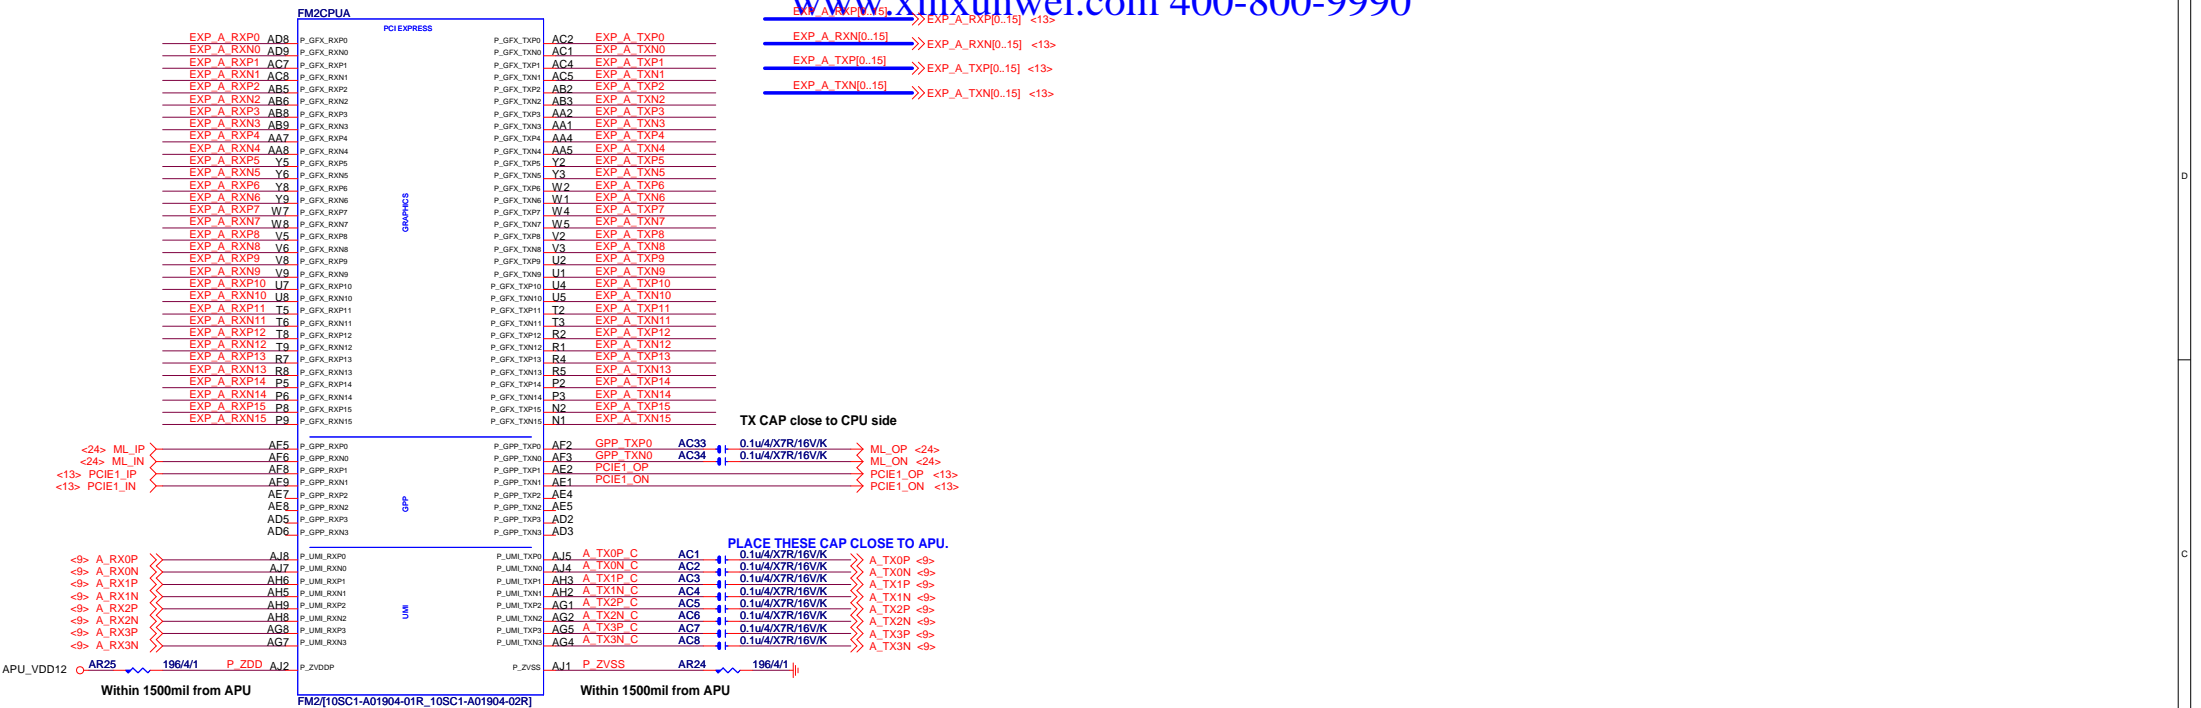 www.xinxunwei.com 400-800-9990
FM2CPUA
PCI EXPRESS
EXP_A_RXP[0..15] EXP_A_RXP[0..15] <13>
EXP_A_RXN[0..15] EXP_A_RXN[0..15] <13>
EXP_A_TXP[0..15] EXP_A_TXP[0..15] <13>
EXP_A_TXN[0..15] EXP_A_TXN[0..15] <13>
EXP_A_RXP0 AD8 P_GFX_RXP0 P_GFX_TXP0 AC2 EXP_A_TXP0
EXP_A_RXN0 AD9 P_GFX_RXN0 P_GFX_TXN0 AC1 EXP_A_TXN0
EXP_A_RXP1 AC7 P_GFX_RXP1 P_GFX_TXP1 AC4 EXP_A_TXP1
EXP_A_RXN1 AC8 P_GFX_RXN1 P_GFX_TXN1 AC5 EXP_A_TXN1
EXP_A_RXP2 AB5 P_GFX_RXP2 P_GFX_TXP2 AB2 EXP_A_TXP2
EXP_A_RXN2 AB6 P_GFX_RXN2 P_GFX_TXN2 AB3 EXP_A_TXN2
EXP_A_RXP3 AB8 P_GFX_RXP3 P_GFX_TXP3 AA2 EXP_A_TXP3
EXP_A_RXN3 AB9 P_GFX_RXN3 P_GFX_TXN3 AA1 EXP_A_TXN3
EXP_A_RXP4 AA7 P_GFX_RXP4 P_GFX_TXP4 AA4 EXP_A_TXP4
EXP_A_RXN4 AA8 P_GFX_RXN4 P_GFX_TXN4 AA5 EXP_A_TXN4
EXP_A_RXP5 Y5 P_GFX_RXP5 P_GFX_TXP5 Y2 EXP_A_TXP5
EXP_A_RXN5 Y6 P_GFX_RXN5 P_GFX_TXN5 Y3 EXP_A_TXN5
D
EXP_A_RXP6 Y8 P_GFX_RXP6 P_GFX_TXP6 W2 EXP_A_TXP6
EXP_A_RXN6 Y9 P_GFX_RXN6 P_GFX_TXN6 W1 EXP_A_TXN6
EXP_A_RXP7 W7 P_GFX_RXP7 P_GFX_TXP7 W4 EXP_A_TXP7
GRAPHICS
EXP_A_RXN7 W8 P_GFX_RXN7 P_GFX_TXN7 W5 EXP_A_TXN7
EXP_A_RXP8 V5 P_GFX_RXP8 P_GFX_TXP8 V2 EXP_A_TXP8
EXP_A_RXN8 V6 P_GFX_RXN8 P_GFX_TXN8 V3 EXP_A_TXN8
EXP_A_RXP9 V8 P_GFX_RXP9 P_GFX_TXP9 U2 EXP_A_TXP9
EXP_A_RXN9 V9 P_GFX_RXN9 P_GFX_TXN9 U1 EXP_A_TXN9
EXP_A_RXP10 U7 P_GFX_RXP10 P_GFX_TXP10 U4 EXP_A_TXP10
EXP_A_RXN10 U8 P_GFX_RXN10 P_GFX_TXN10 U5 EXP_A_TXN10
EXP_A_RXP11 T5 P_GFX_RXP11 P_GFX_TXP11 T2 EXP_A_TXP11
EXP_A_RXN11 T6 P_GFX_RXN11 P_GFX_TXN11 T3 EXP_A_TXN11
EXP_A_RXP12 T8 P_GFX_RXP12 P_GFX_TXP12 R2 EXP_A_TXP12
EXP_A_RXN12 T9 P_GFX_RXN12 P_GFX_TXN12 R1 EXP_A_TXN12
EXP_A_RXP13 R7 P_GFX_RXP13 P_GFX_TXP13 R4 EXP_A_TXP13
EXP_A_RXN13 R8 P_GFX_RXN13 P_GFX_TXN13 R5 EXP_A_TXN13
EXP_A_RXP14 P5 P_GFX_RXP14 P_GFX_TXP14 P2 EXP_A_TXP14
EXP_A_RXN14 P6 P_GFX_RXN14 P_GFX_TXN14 P3 EXP_A_TXN14
EXP_A_RXP15 P8 P_GFX_RXP15 P_GFX_TXP15 N2 EXP_A_TXP15
EXP_A_RXN15 P9 P_GFX_RXN15 P_GFX_TXN15 N1 EXP_A_TXN15
TX CAP close to CPU side
<24> ML_IP AF5 P_GPP_RXP0 P_GPP_TXP0 AF2 GPP_TXP0 AC33 0.1u/4/X7R/16V/K ML_OP <24>
<24> ML_IN AF6 P_GPP_RXN0 P_GPP_TXN0 AF3 GPP_TXN0 AC34 0.1u/4/X7R/16V/K ML_ON <24>
<13> PCIE1_IP AF8 P_GPP_RXP1 P_GPP_TXP1 AE2 PCIE1_OP PCIE1_OP <13>
<13> PCIE1_IN AF9 P_GPP_RXN1 P_GPP_TXN1 AE1 PCIE1_ON PCIE1_ON <13>
AE7 P_GPP_RXP2 P_GPP_TXP2 AE4
GPP
AE8 P_GPP_RXN2 P_GPP_TXN2 AE5
AD5 P_GPP_RXP3 P_GPP_TXP3 AD2
AD6 P_GPP_RXN3 P_GPP_TXN3 AD3
PLACE THESE CAP CLOSE TO APU.
C
<9> A_RX0P AJ8 P_UMI_RXP0 P_UMI_TXP0 AJ5 A_TX0P_C AC1 0.1u/4/X7R/16V/K A_TX0P <9>
<9> A_RX0N AJ7 P_UMI_RXN0 P_UMI_TXN0 AJ4 A_TX0N_C AC2 0.1u/4/X7R/16V/K A_TX0N <9>
<9> A_RX1P AH6 P_UMI_RXP1 P_UMI_TXP1 AH3 A_TX1P_C AC3 0.1u/4/X7R/16V/K A_TX1P <9>
<9> A_RX1N AH5 P_UMI_RXN1 P_UMI_TXN1 AH2 A_TX1N_C AC4 0.1u/4/X7R/16V/K A_TX1N <9>
<9> A_RX2P AH9 P_UMI_RXP2 P_UMI_TXP2 AG1 A_TX2P_C AC5 0.1u/4/X7R/16V/K A_TX2P <9>
UMI
<9> A_RX2N AH8 P_UMI_RXN2 P_UMI_TXN2 AG2 A_TX2N_C AC6 0.1u/4/X7R/16V/K A_TX2N <9>
<9> A_RX3P AG8 P_UMI_RXP3 P_UMI_TXP3 AG5 A_TX3P_C AC7 0.1u/4/X7R/16V/K A_TX3P <9>
<9> A_RX3N AG7 P_UMI_RXN3 P_UMI_TXN3 AG4 A_TX3N_C AC8 0.1u/4/X7R/16V/K A_TX3N <9>
APU_VDD12 AR25 196/4/1 P_ZDD AJ2 P_ZVDDP P_ZVSS AJ1 P_ZVSS AR24 196/4/1
Within 1500mil from APU Within 1500mil from APU
FM2/[10SC1-A01904-01R_10SC1-A01904-02R]